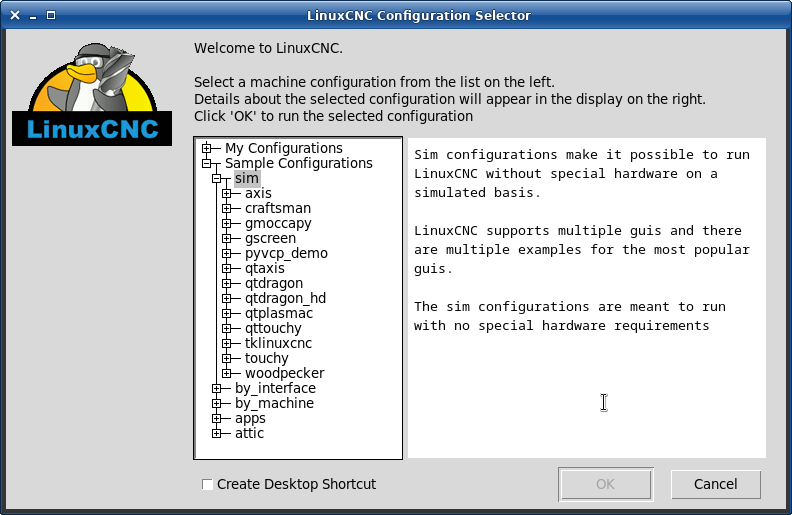 LinuxCNC Configuration Selector
LinuxCNC
Welcome to LinuxCNC.
Select a machine configuration from the list on the left.
Details about the selected configuration will appear in the display on the right.
Click 'OK' to run the selected configuration
My Configurations
Sample Configurations
sim
axis
craftsman
gmoccapy
gscreen
pyvcp_demo
qtaxis
qtdragon
qtdragon_hd
qtplasmac
qttouchy
tklinuxcnc
touchy
woodpecker
by_interface
by_machine
apps
attic
Sim configurations make it possible to run
LinuxCNC without special hardware on a
simulated basis.
LinuxCNC supports multiple guis and there
are multiple examples for the most popular
guis.
The sim configurations are meant to run
with no special hardware requirements
Create Desktop Shortcut
OK
Cancel